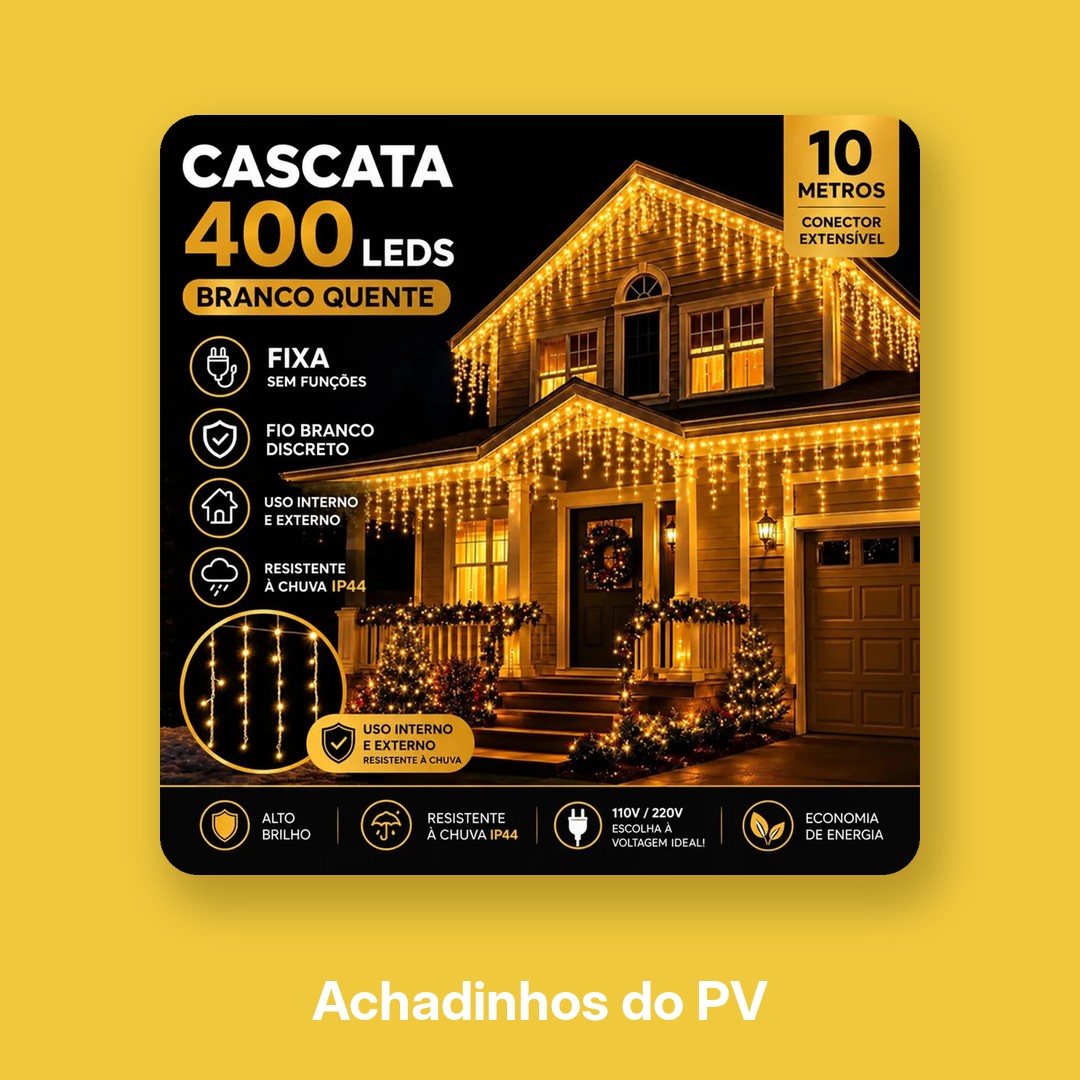 CASCATA
400 LEDS
BRANCO QUENTE
10
METROS
CONECTOR
EXTENSÍVEL
FIXA
SEM FUNÇÕES
FIO BRANCO
DISCRETO
USO INTERNO
E EXTERNO
RESISTENTE
À CHUVA IP44
USO INTERNO
E EXTERNO
RESISTENTE À CHUVA
ALTO
BRILHO
RESISTENTE
À CHUVA IP44
110V / 220V
ESCOLHA À
VOLTAGEM IDEAL!
ECONOMIA
DE ENERGIA
Achadinhos do PV